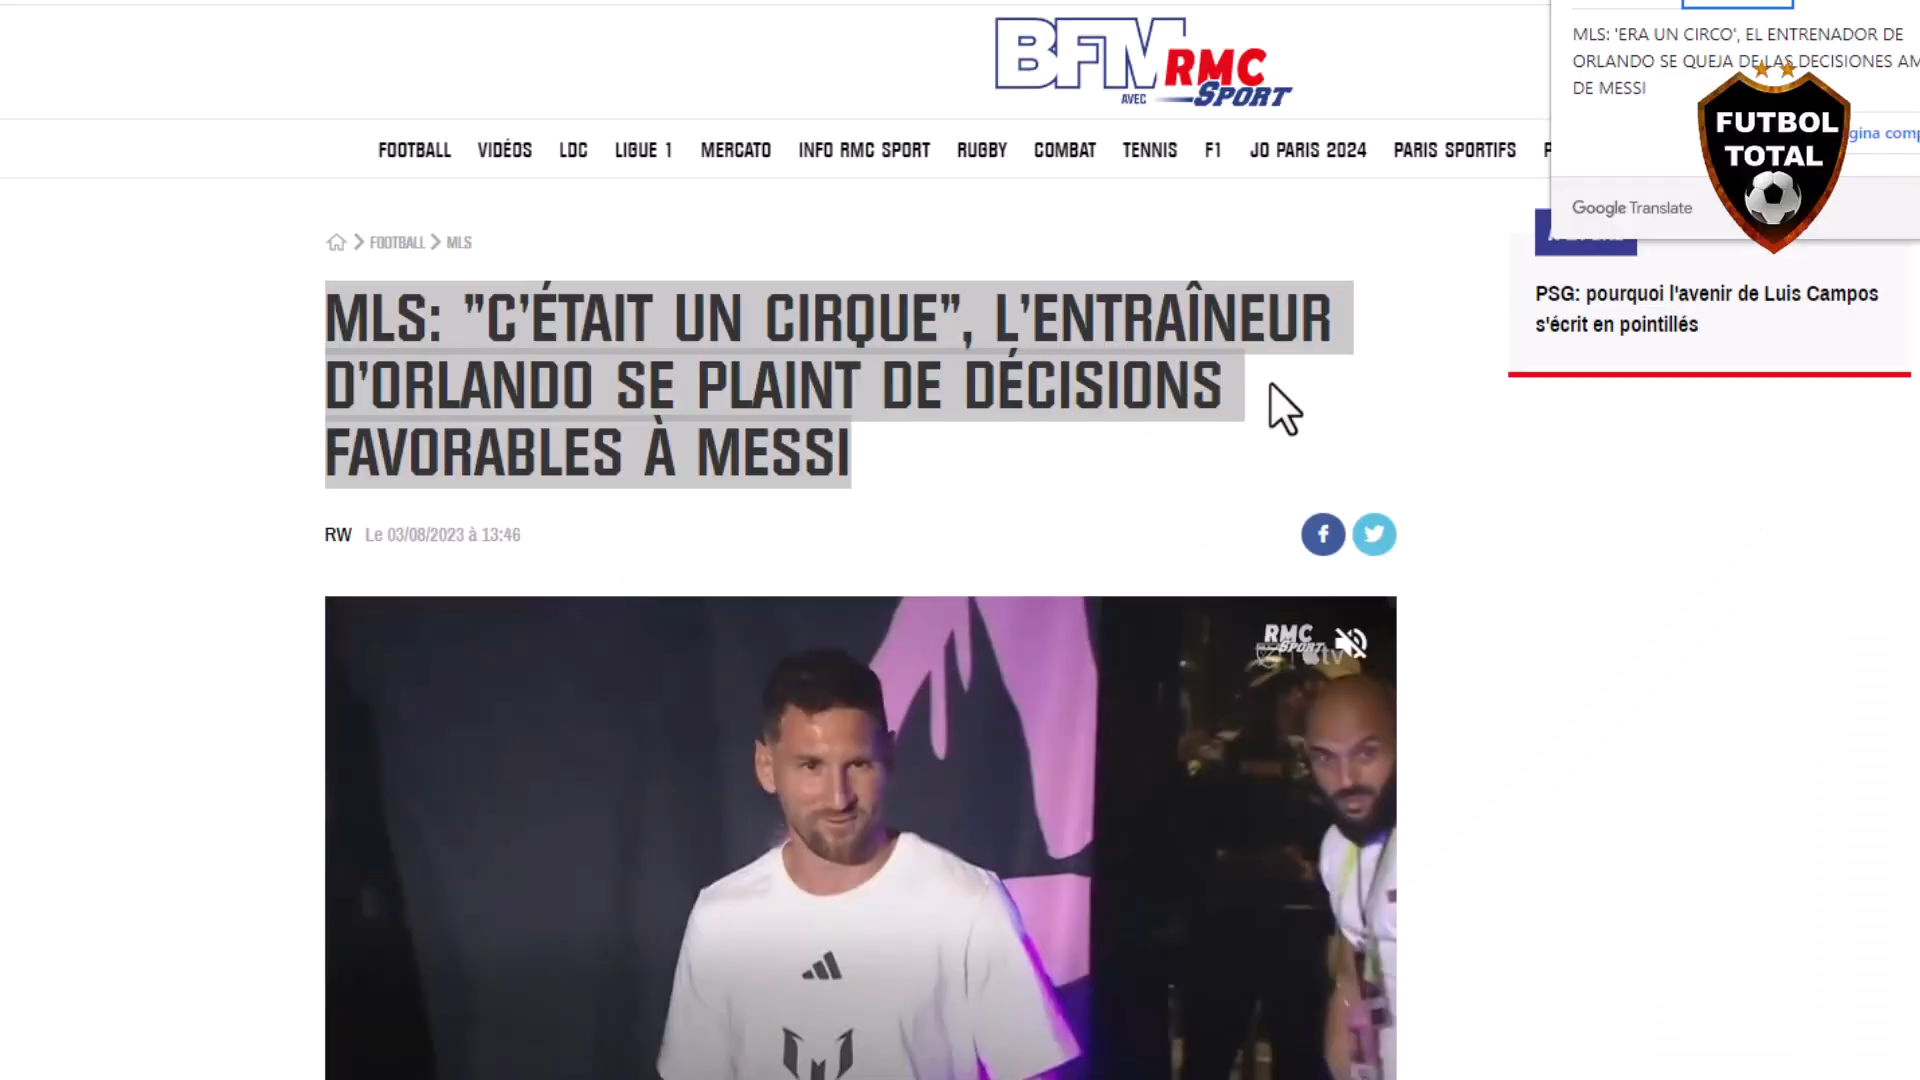 BFM RMC
AVEC SPORT
FOOTBALL VIDÉOS LDC LIGUE 1 MERCATO INFO RMC SPORT RUGBY COMBAT TENNIS F1 JO PARIS 2024 PARIS SPORTIFS
MLS: 'ERA UN CIRCO', EL ENTRENADOR DE
ORLANDO SE QUEJA DE LAS DECISIONES
DE MESSI
FUTBOL
TOTAL
Google Translate
FOOTBALL MLS
MLS: "C'ÉTAIT UN CIRQUE", L'ENTRAÎNEUR
D'ORLANDO SE PLAINT DE DÉCISIONS
FAVORABLES À MESSI
RW Le 03/08/2023 à 13:46
PSG: pourquoi l'avenir de Luis Campos
s'écrit en pointillés
RMC
SPORT
tv